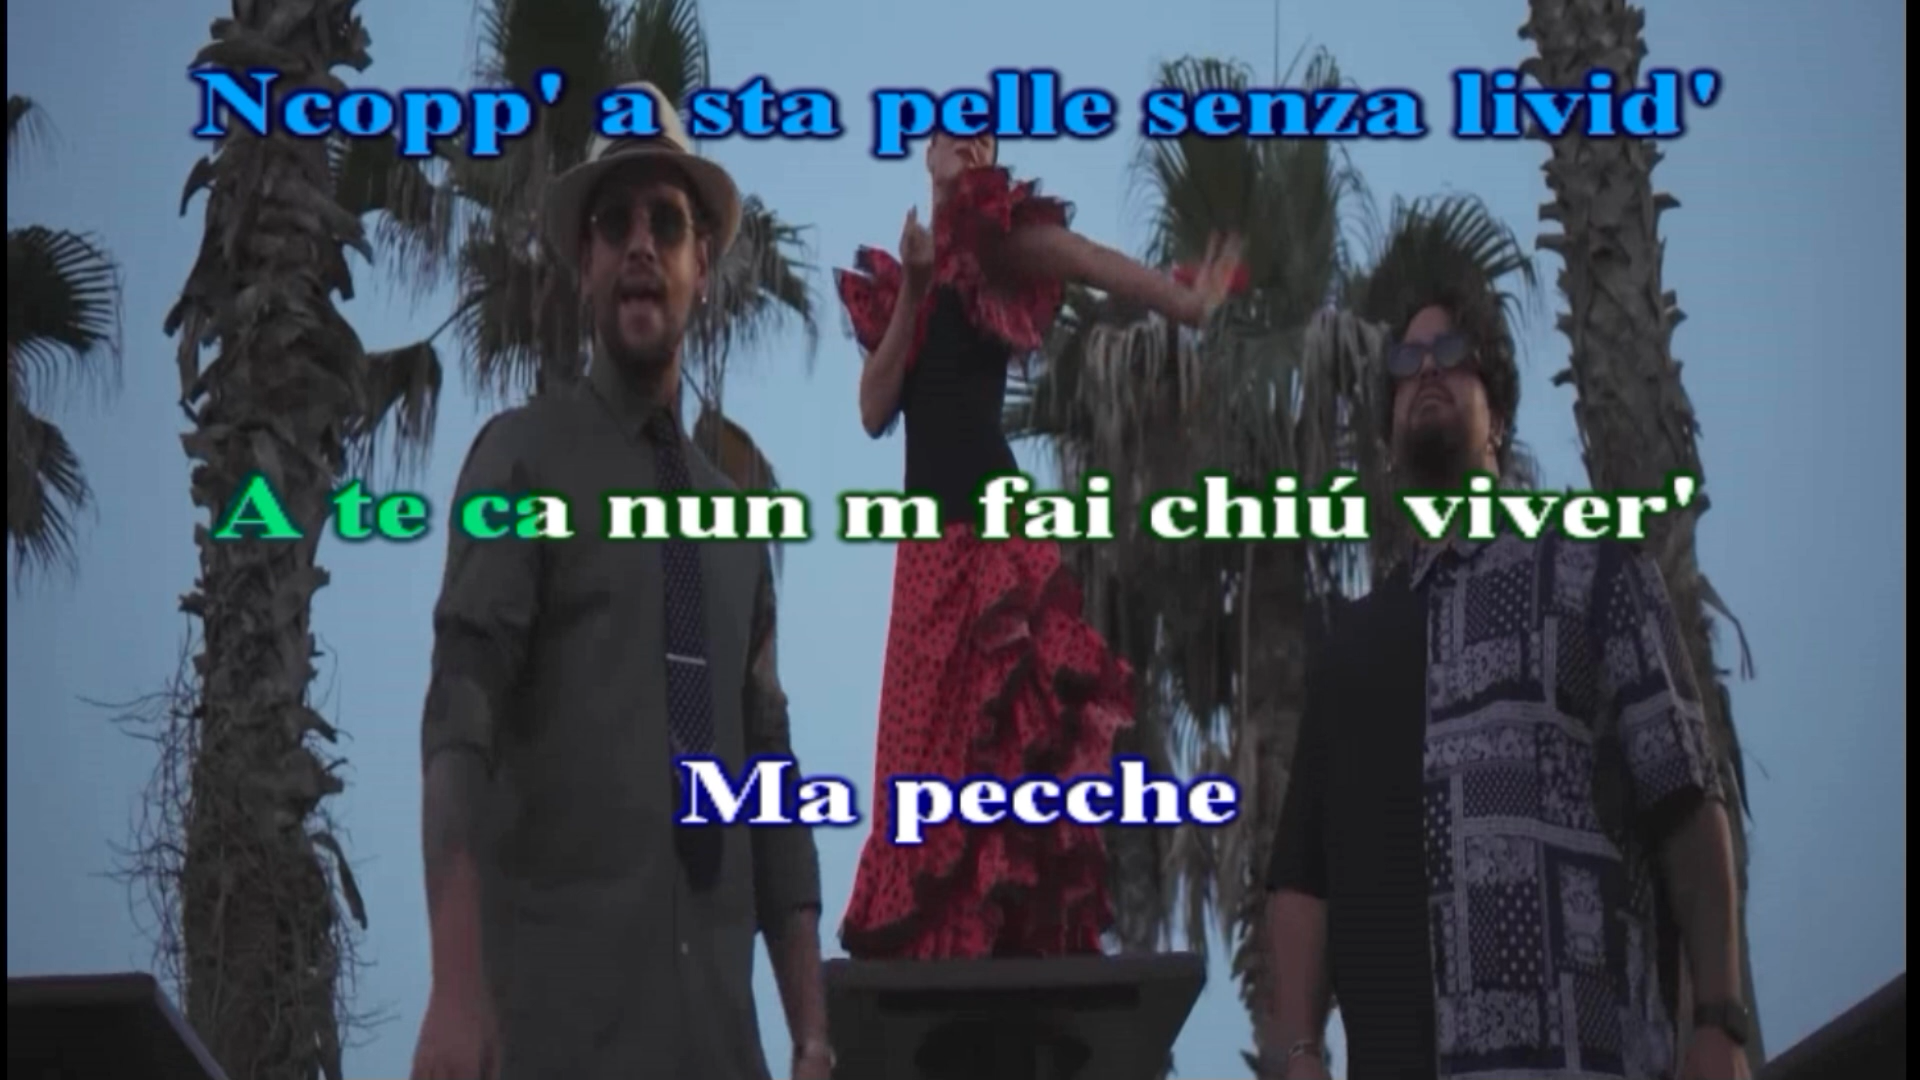 Ncopp' a sta pelle senza livid'
A te ca nun m fai chiú viver'
Ma pecche